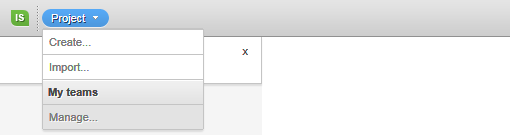 IS Project
Create...
Import... x
My teams
Manage...